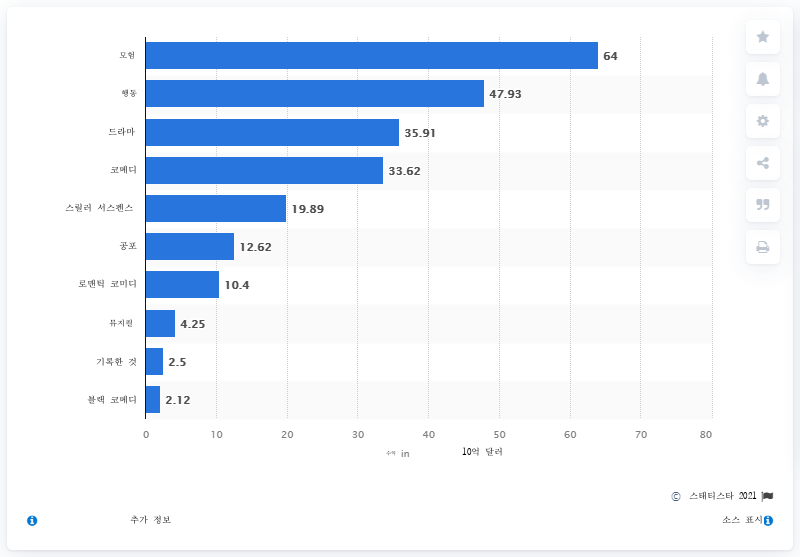 모험 64
행동 47.93
드라마 35.91
코메디 33.62
스릴러 서스펜스 19.89
공포 12.62
로맨틱 코미디 10.4
뮤지컬 4.25
기록한 것 2.5
블랙 코메디 2.12
0 10 20 30 40 50 60 70 80
in 10억 달러
© 스태티스타 2021
추가 정보 소스 표시